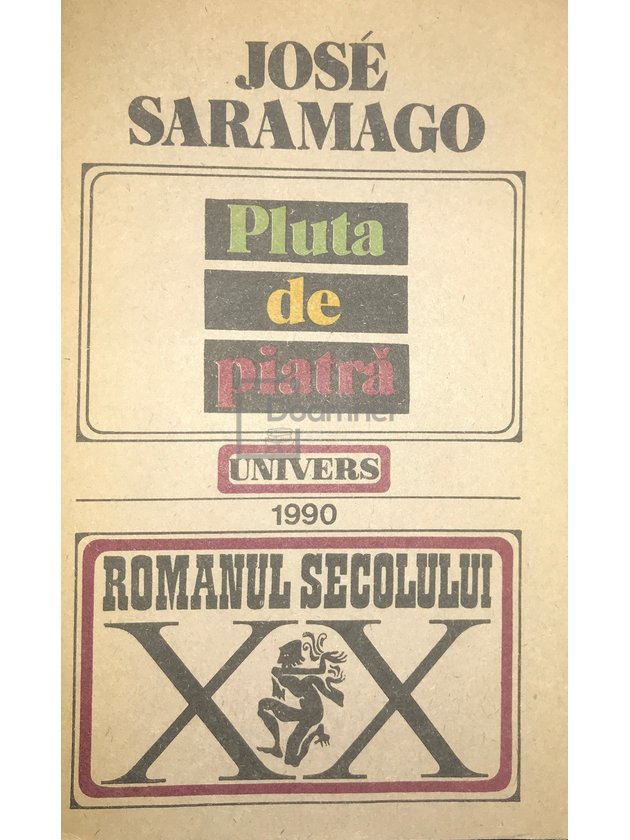 JOSÉ
SARAMAGO
Pluta
de
piatră
UNIVERS
1990
ROMANUL SECOLULUI
XX